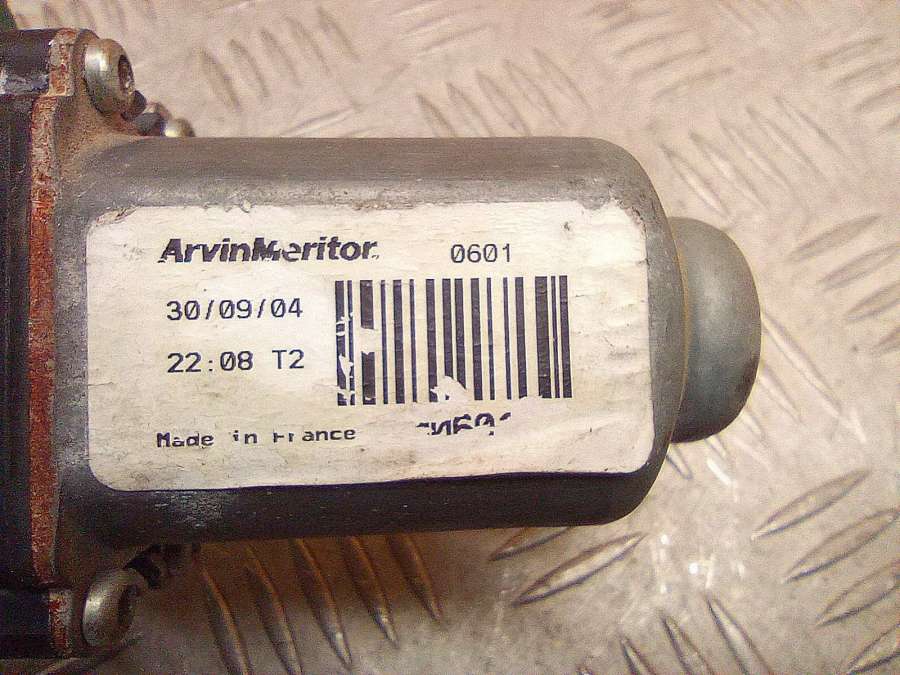 ArvinMeritor 0601
30/09/04
22:08 T2
Made in France